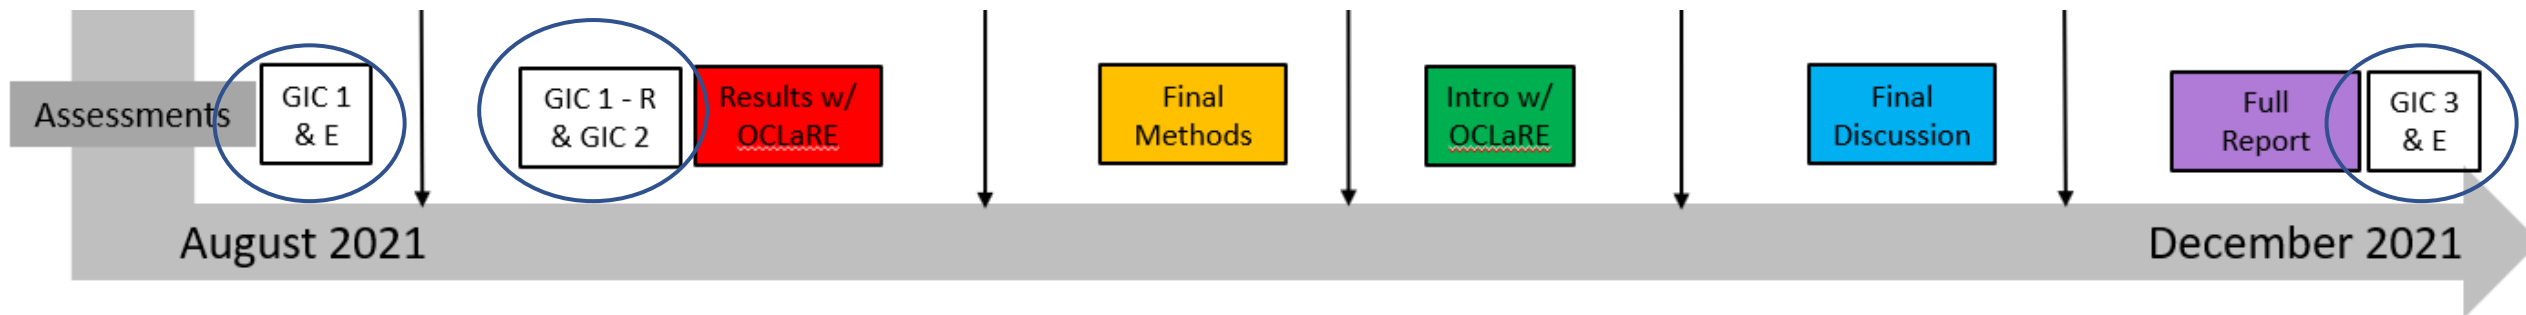 Assessments
GIC 1
& E
GIC 1 - R
& GIC 2
Results w/
OCLaRE
Final
Methods
Intro w/
OCLaRE
Final
Discussion
Full
Report
GIC 3
& E
August 2021
December 2021